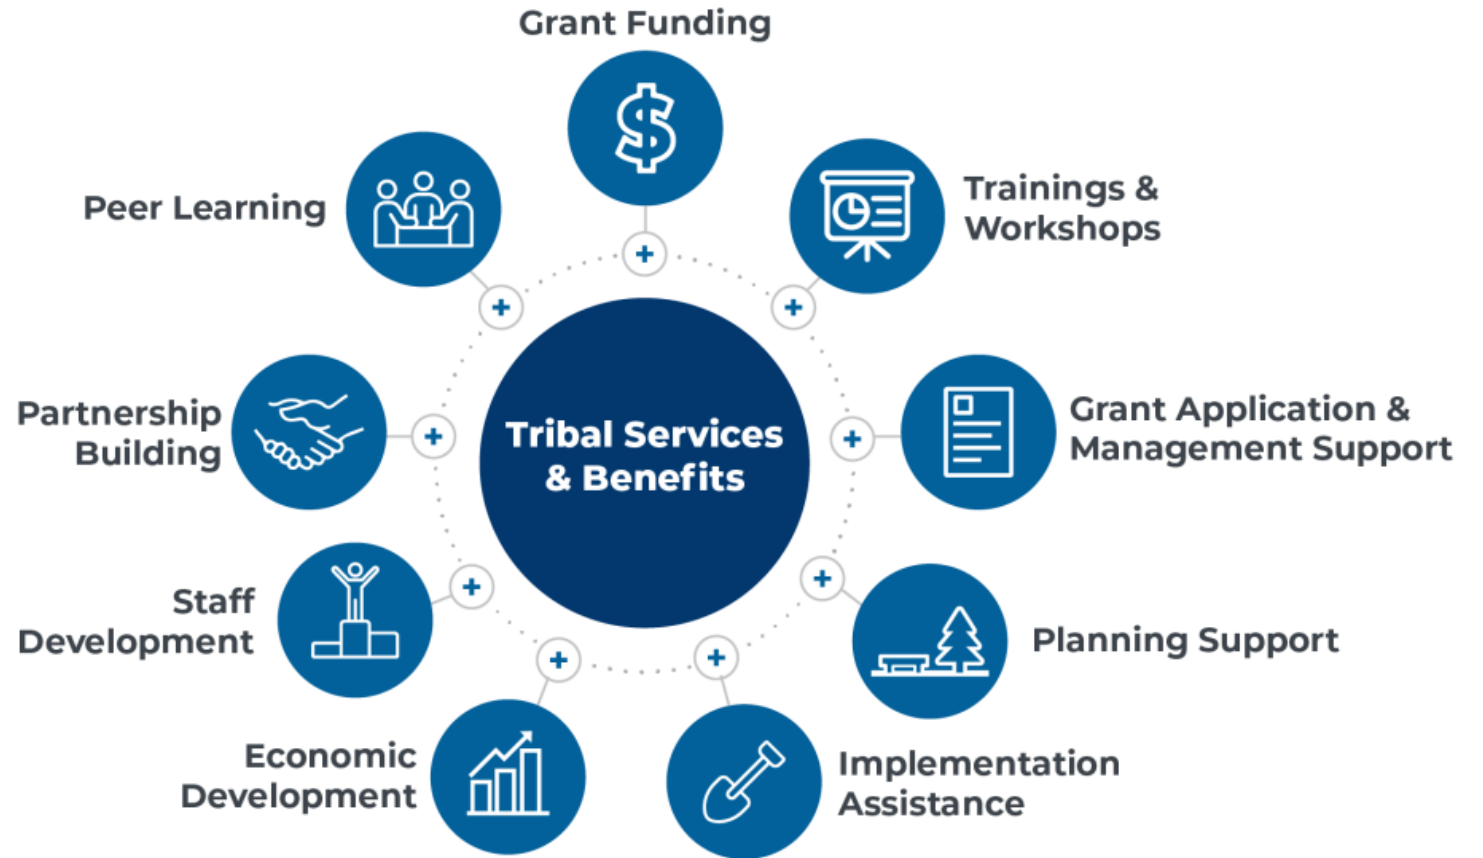 Grant Funding
Trainings &
Workshops
Grant Application &
Management Support
Planning Support
Implementation
Assistance
Economic
Development
Staff
Development
Partnership
Building
Peer Learning
Tribal Services
& Benefits